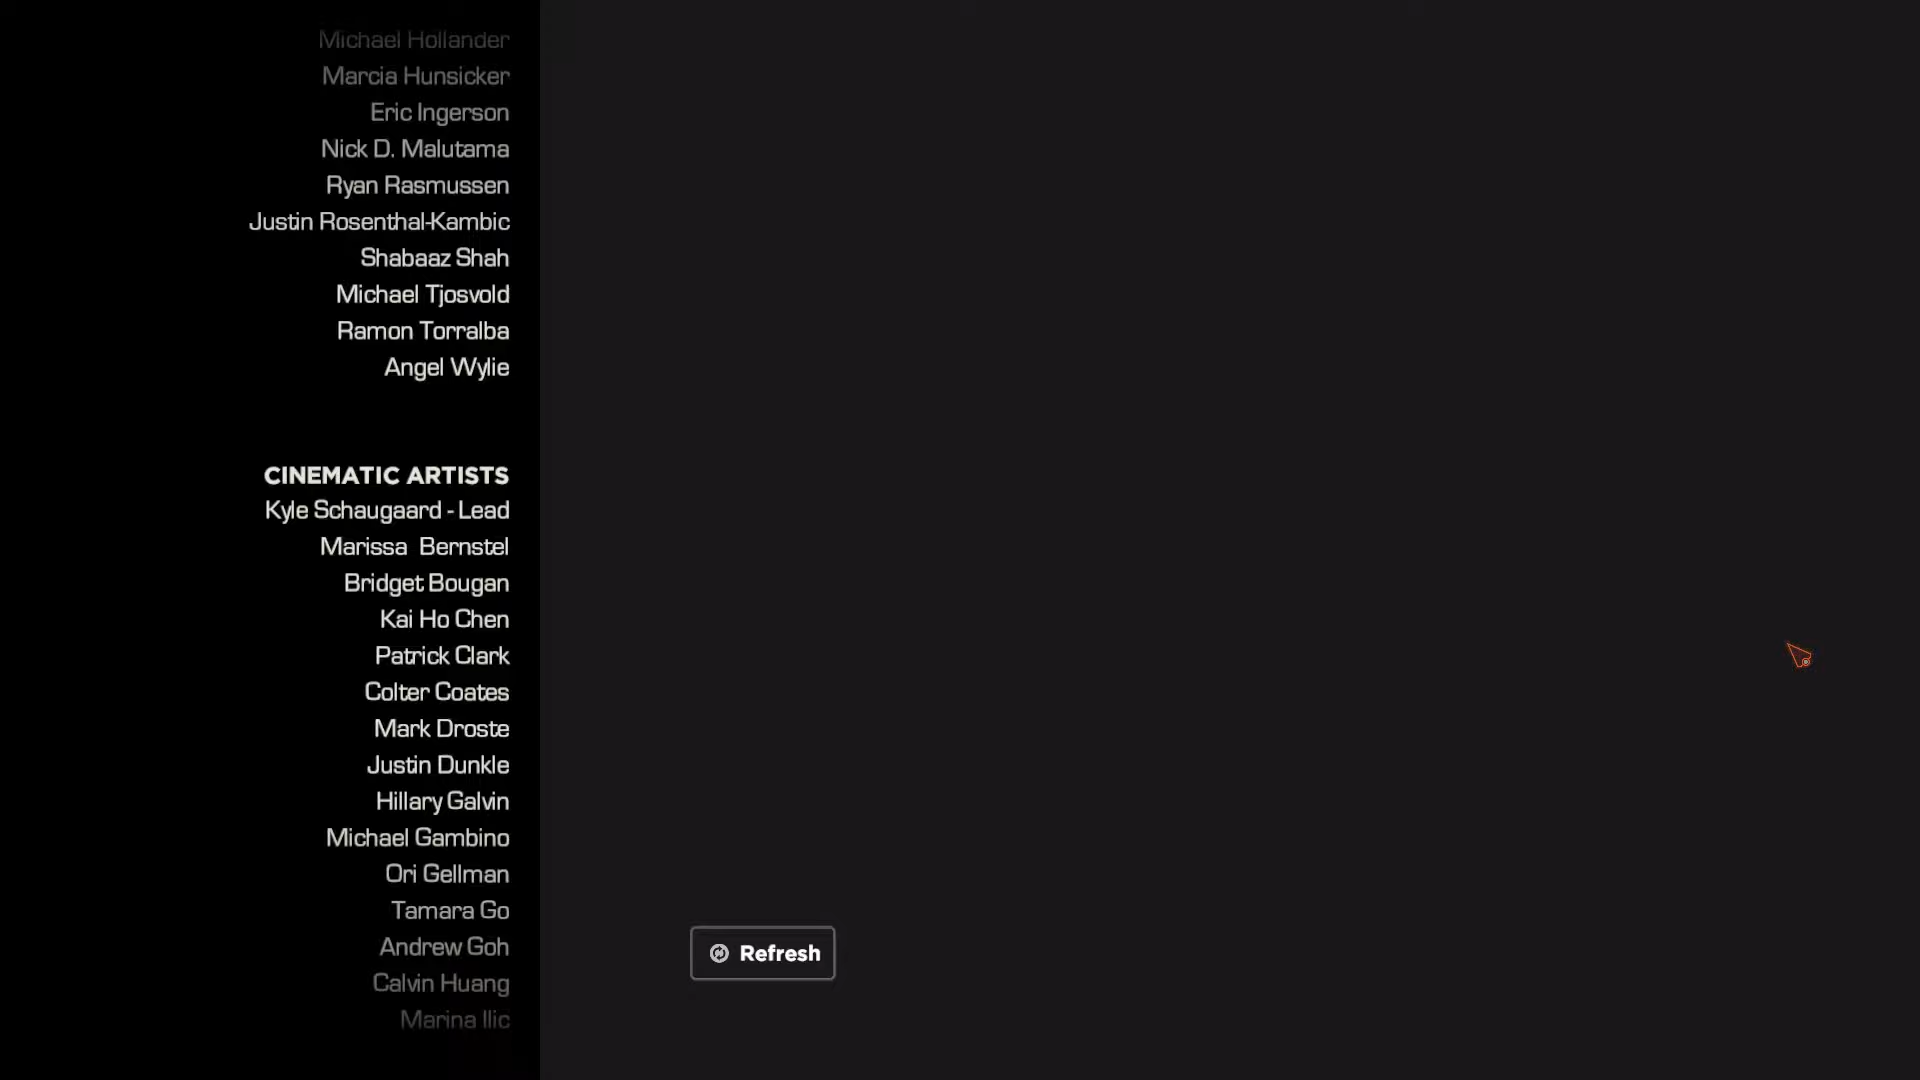 Michael Hollander
Marcia Hunsicker
Eric Ingerson
Nick D. Malutama
Ryan Rasmussen
Justin Rosenthal-Kambic
Shabaaz Shah
Michael Tjosvold
Ramon Torralba
Angel Wylie
CINEMATIC ARTISTS
Kyle Schaugaard - Lead
Marissa  Bernstel
Bridget Bougan
Kai Ho Chen
Patrick Clark
Colter Coates
Mark Droste
Justin Dunkle
Hillary Galvin
Michael Gambino
Ori Gellman
Tamara Go
Andrew Goh
Calvin Huang
Marina Ilic
Refresh